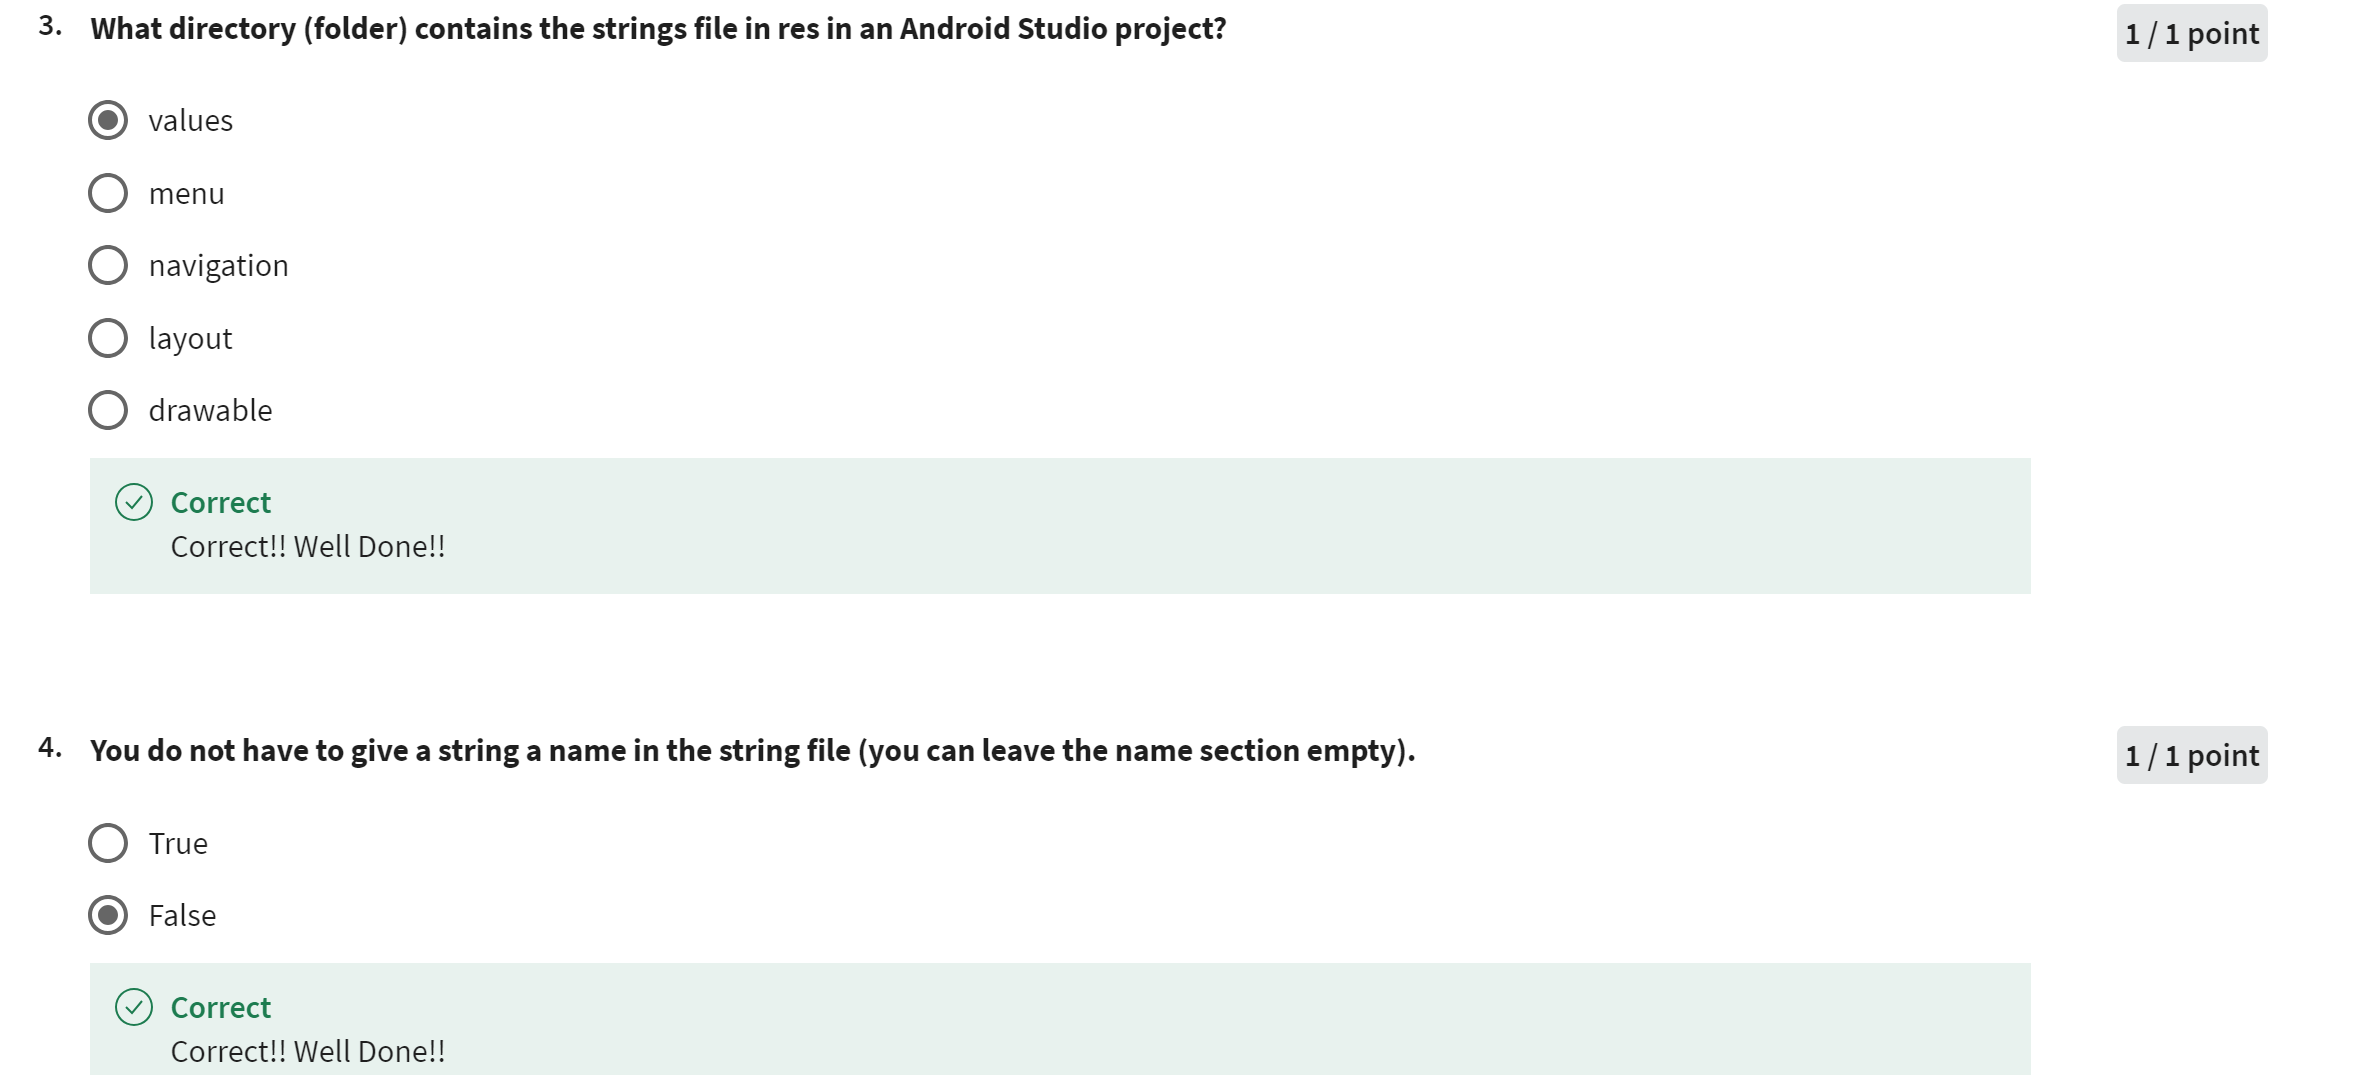 3. What directory (folder) contains the strings file in res in an Android Studio project?
1 / 1 point
values
menu
navigation
layout
drawable
Correct
Correct!! Well Done!!
4. You do not have to give a string a name in the string file (you can leave the name section empty).
1 / 1 point
True
False
Correct
Correct!! Well Done!!